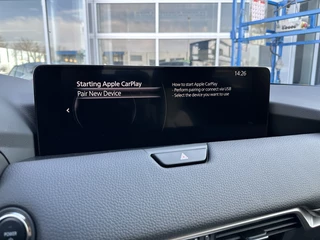 14:26
Starting Apple CarPlay
Pair New Device
How to start Apple CarPlay
- Perform pairing or connect via USB
- Select the device you want to use